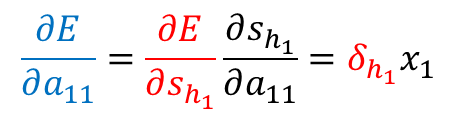 ∂E/∂a₁₁ = ∂E/∂s_{h₁} ∂s_{h₁}/∂a₁₁ = δ_{h₁}x₁